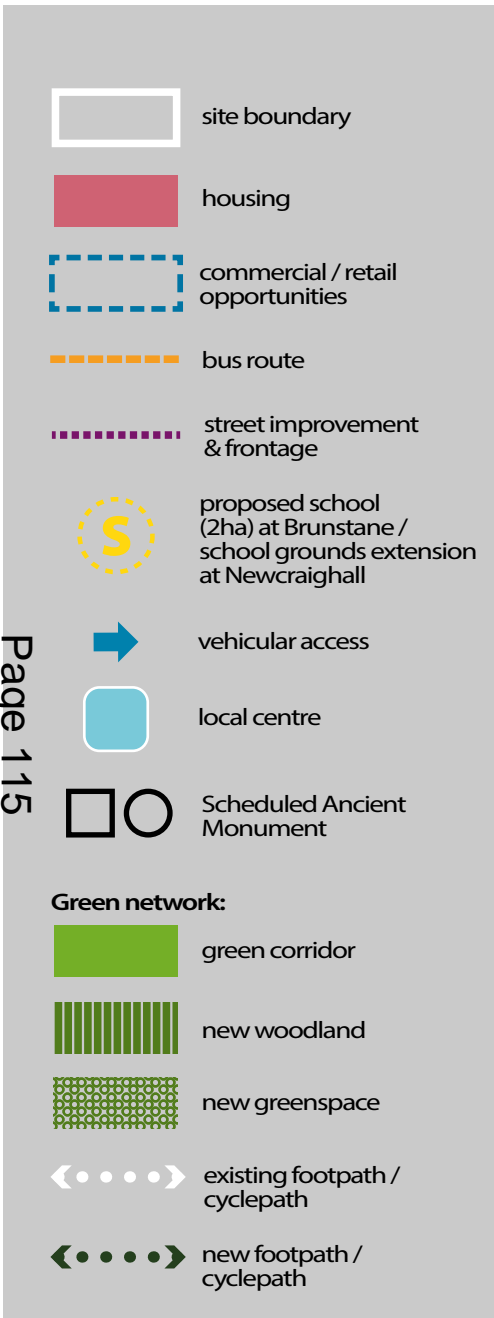 site boundary
housing
commercial / retail
opportunities
bus route
street improvement
& frontage
S
proposed school
(2ha) at Brunstane /
school grounds extension
at Newcraighall
vehicular access
local centre
Scheduled Ancient
Monument
Green network:
green corridor
new woodland
new greenspace
existing footpath /
cyclepath
new footpath /
cyclepath
Page 115